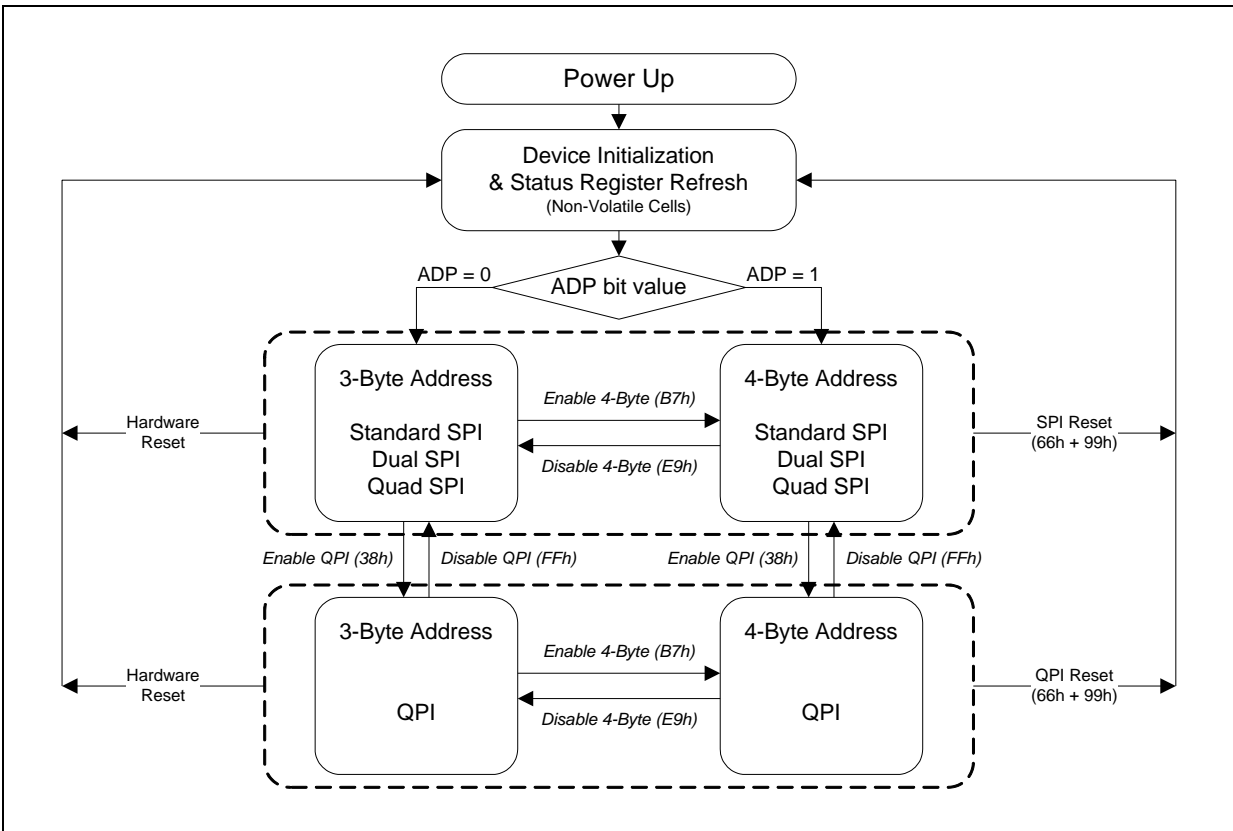 Power Up
Device Initialization
& Status Register Refresh
(Non-Volatile Cells)
ADP = 0
ADP bit value
ADP = 1
3-Byte Address
Standard SPI
Dual SPI
Quad SPI
Enable 4-Byte (B7h)
Disable 4-Byte (E9h)
4-Byte Address
Standard SPI
Dual SPI
Quad SPI
Hardware
Reset
SPI Reset
(66h + 99h)
Enable QPI (38h)
Disable QPI (FFh)
Enable QPI (38h)
Disable QPI (FFh)
3-Byte Address
QPI
Enable 4-Byte (B7h)
Disable 4-Byte (E9h)
4-Byte Address
QPI
Hardware
Reset
QPI Reset
(66h + 99h)